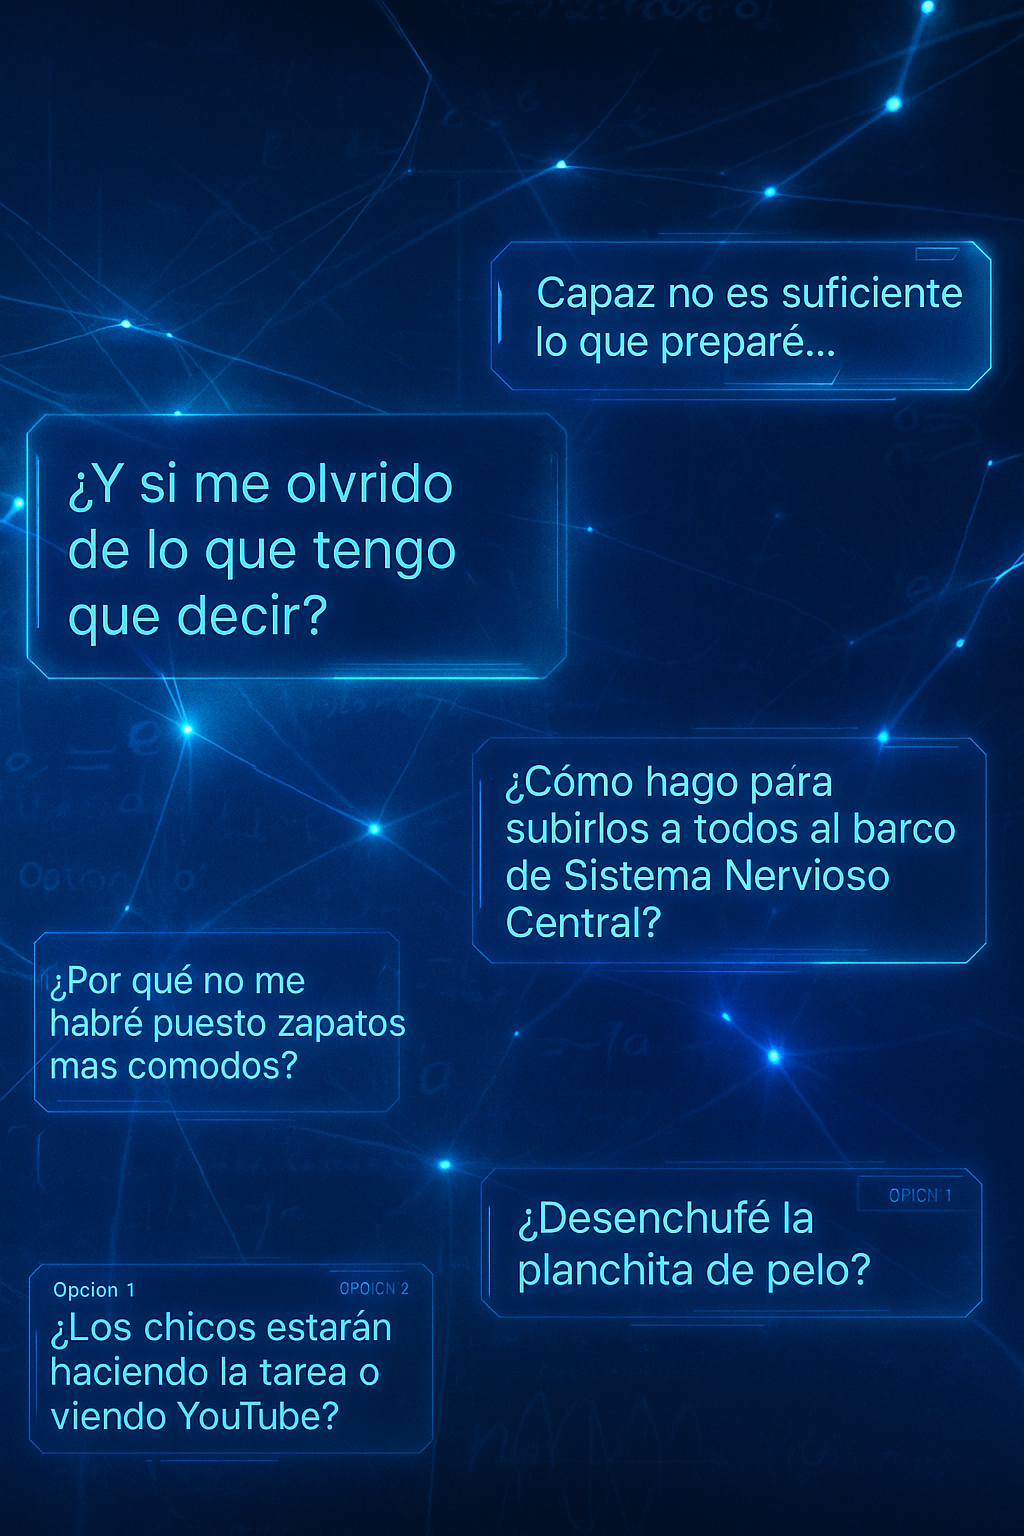 Capaz no es suficiente
lo que preparé...
¿Y si me olvrido
de lo que tengo
que decir?
¿Cómo hago pára
subirlos a todos al barco
de Sistema Nervioso
Central?
¿Por qué no me
habré puesto zapatos
mas comodos?
OPICN 1
¿Desenchufé la
planchita de pelo?
Opcion 1
OPOICN 2
¿Los chicos estarán
haciendo la tarea o
viendo YouTube?